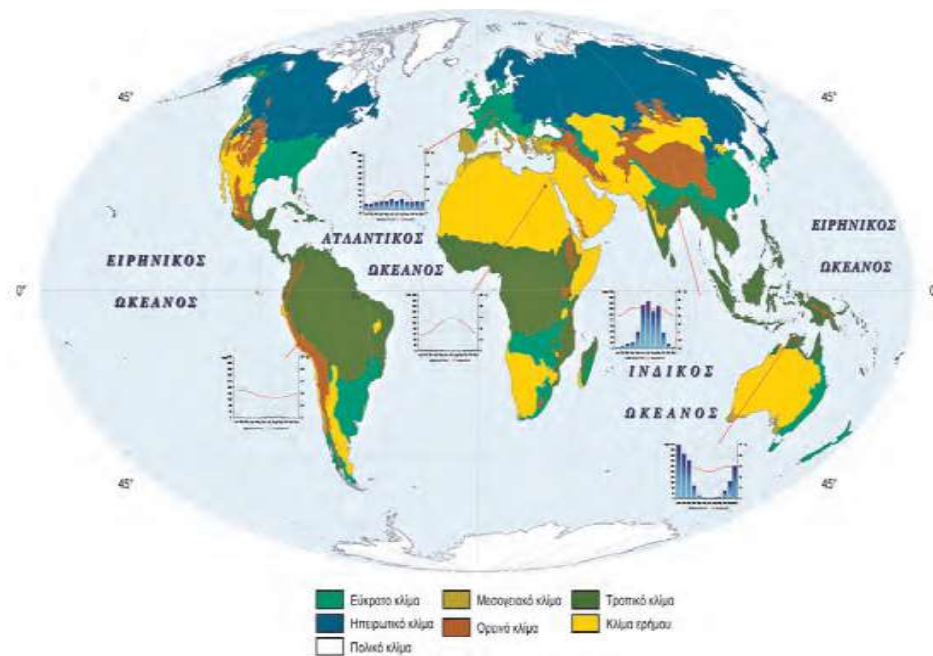 45°
45°
ΕΙΡΗΝΙΚΟΣ
ΩΚΕΑΝΟΣ
ΑΤΛΑΝΤΙΚΟΣ
ΩΚΕΑΝΟΣ
ΕΙΡΗΝΙΚΟΣ
ΩΚΕΑΝΟΣ
0°
0°
ΙΝΔΙΚΟΣ
ΩΚΕΑΝΟΣ
45°
45°
Εύκρατο κλίμα
Μεσογειακό κλίμα
Τροπικό κλίμα
Ηπειρωτικό κλίμα
Ορεινό κλίμα
Κλίμα ερήμου
Πολικό κλίμα